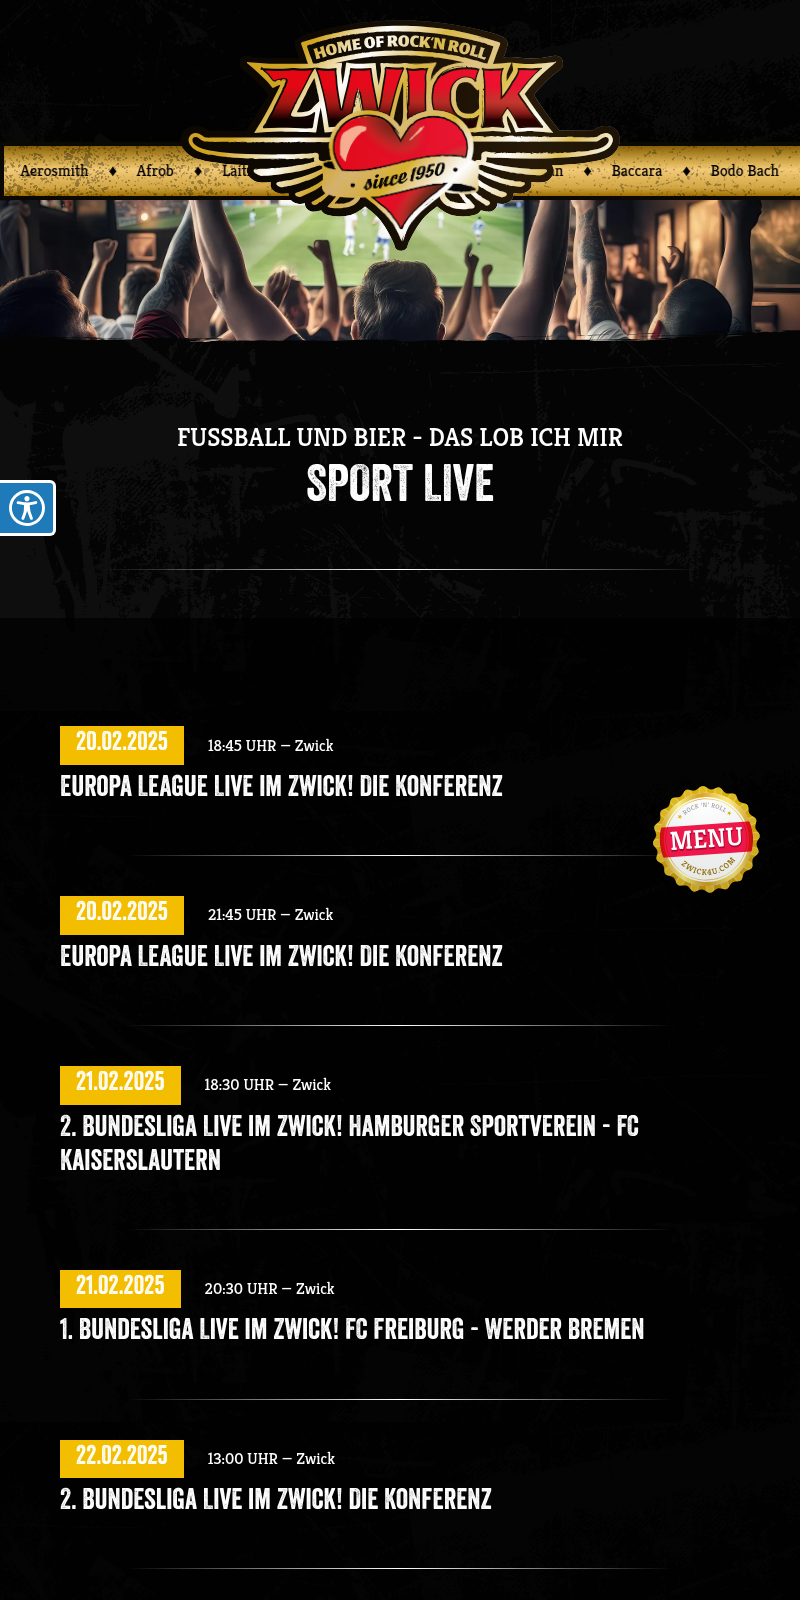 HOME OF ROCK'N ROLL
ZWICK
since 1950
Aerosmith ♦ Afrob ♦ ♦ Baccara ♦ Bodo Bach
FUSSBALL UND BIER - DAS LOB ICH MIR
SPORT LIVE
20.02.2025 18:45 UHR — Zwick
EUROPA LEAGUE LIVE IM ZWICK! DIE KONFERENZ
ROCK 'N' ROLL
MENU
ZWICK4U.COM
20.02.2025 21:45 UHR — Zwick
EUROPA LEAGUE LIVE IM ZWICK! DIE KONFERENZ
21.02.2025 18:30 UHR — Zwick
2. BUNDESLIGA LIVE IM ZWICK! HAMBURGER SPORTVEREIN - FC
KAISERSLAUTERN
21.02.2025 20:30 UHR — Zwick
1. BUNDESLIGA LIVE IM ZWICK! FC FREIBURG - WERDER BREMEN
22.02.2025 13:00 UHR — Zwick
2. BUNDESLIGA LIVE IM ZWICK! DIE KONFERENZ